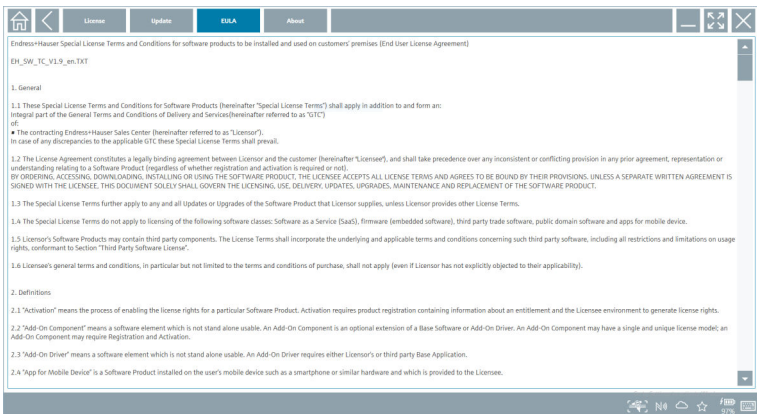 License
Update
EULA
About
Endress+Hauser Special License Terms and Conditions for software products to be installed and used on customers' premises (End User License Agreement)
EH_SW_TC_V1.9_en.TXT
1. General
1.1 These Special License Terms and Conditions for Software Products (hereinafter "Special License Terms") shall apply in addition to and form an:
Integral part of the General Terms and Conditions of Delivery and Services(hereinafter referred to as "GTC")
of:
▪ The contracting Endress+Hauser Sales Center (hereinafter referred to as "Licensor").
In case of any discrepancies to the applicable GTC these Special License Terms shall prevail.
1.2 The License Agreement constitutes a legally binding agreement between Licensor and the customer (hereinafter "Licensee"), and shall take precedence over any inconsistent or conflicting provision in any prior agreement, representation or
understanding relating to a Software Product (regardless of whether registration and activation is required or not).
BY ORDERING, ACCESSING, DOWNLOADING, INSTALLING OR USING THE SOFTWARE PRODUCT, THE LICENSEE ACCEPTS ALL LICENSE TERMS AND AGREES TO BE BOUND BY THEIR PROVISIONS. UNLESS A SEPARATE WRITTEN AGREEMENT IS
SIGNED WITH THE LICENSEE, THIS DOCUMENT SOLELY SHALL GOVERN THE LICENSING, USE, DELIVERY, UPDATES, UPGRADES, MAINTENANCE AND REPLACEMENT OF THE SOFTWARE PRODUCT.
1.3 The Special License Terms further apply to any and all Updates or Upgrades of the Software Product that Licensor supplies, unless Licensor provides other License Terms.
1.4 The Special License Terms do not apply to licensing of the following software classes: Software as a Service (SaaS), firmware (embedded software), third party trade software, public domain software and apps for mobile device.
1.5 Licensor's Software Products may contain third party components. The License Terms shall incorporate the underlying and applicable terms and conditions concerning such third party software, including all restrictions and limitations on usage
rights, conformant to Section "Third Party Software License".
1.6 Licensee's general terms and conditions, in particular but not limited to the terms and conditions of purchase, shall not apply (even if Licensor has not explicitly objected to their applicability).
2. Definitions
2.1 "Activation" means the process of enabling the license rights for a particular Software Product. Activation requires product registration containing information about an entitlement and the Licensee environment to generate license rights.
2.2 "Add-On Component" means a software element which is not stand alone usable. An Add-On Component is an optional extension of a Base Software or Add-On Driver. An Add-On Component may have a single and unique license model; an
Add-On Component may require Registration and Activation.
2.3 "Add-On Driver" means a software element which is not stand alone usable. An Add-On Driver requires either Licensor's or third party Base Application.
2.4 "App for Mobile Device" is a Software Product installed on the user's mobile device such as a smartphone or similar hardware and which is provided to the Licensee.
97%